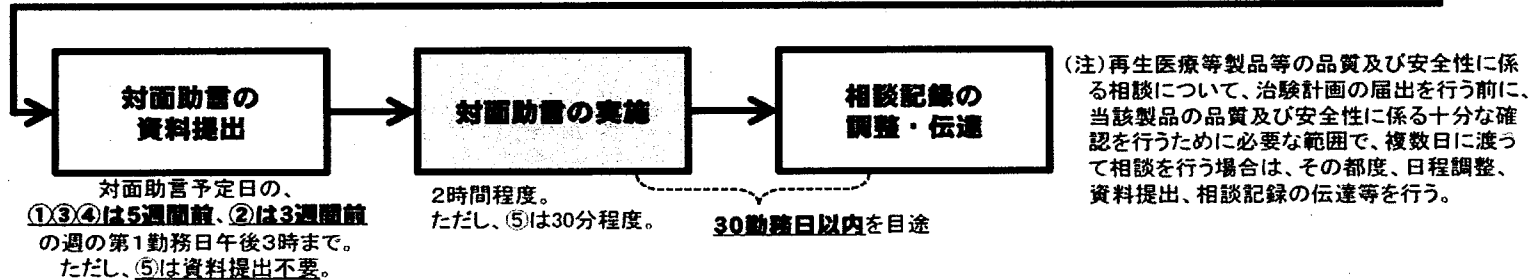 対面助言の
資料提出
対面助言予定日の、
①③④は5週間前、②は3週間前
の週の第1勤務日午後3時まで。
ただし、⑤は資料提出不要。
対面助言の実施
2時間程度。
ただし、⑤は30分程度。
相談記録の
調整・伝達
30勤務日以内を目途
(注)再生医療等製品等の品質及び安全性に係
る相談について、治験計画の届出を行う前に、
当該製品の品質及び安全性に係る十分な確
認を行うために必要な範囲で、複数日に渡っ
て相談を行う場合は、その都度、日程調整、
資料提出、相談記録の伝達等を行う。